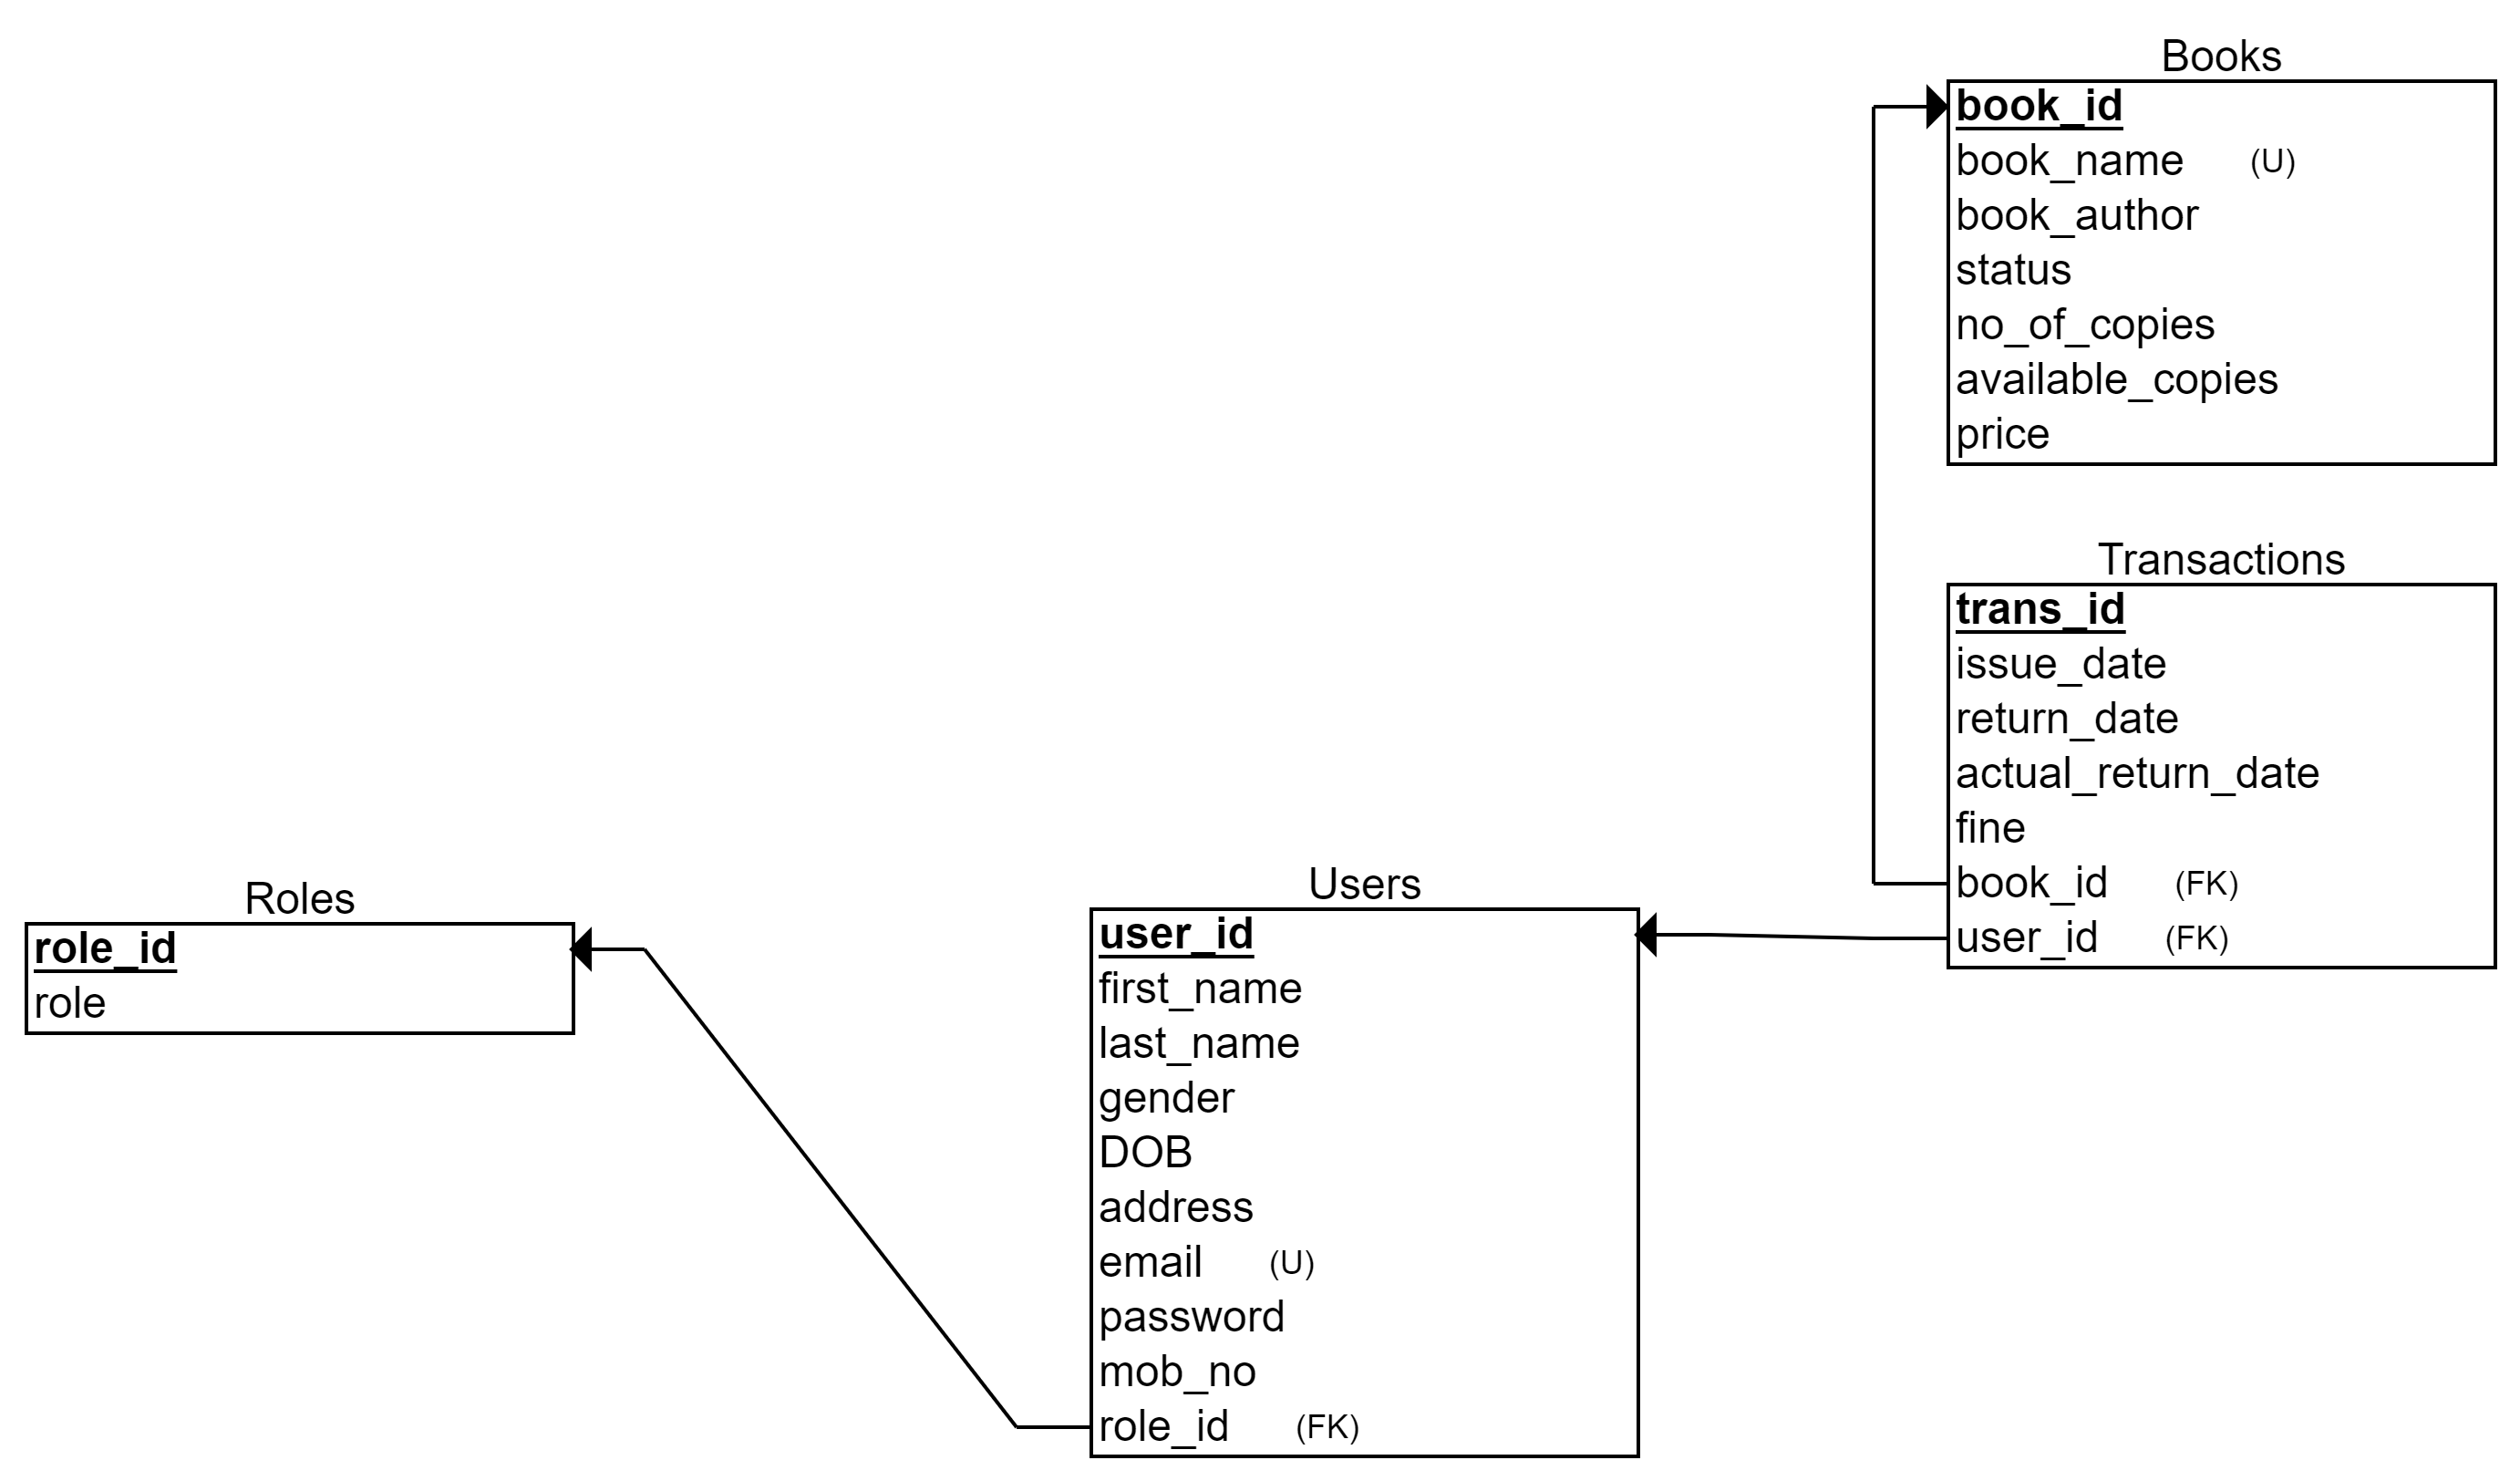 Books
book_id
book_name (U)
book_author
status
no_of_copies
available_copies
price
Transactions
trans_id
issue_date
return_date
actual_return_date
fine
book_id (FK)
user_id (FK)
Roles
role_id
role
Users
user_id
first_name
last_name
gender
DOB
address
email (U)
password
mob_no
role_id (FK)